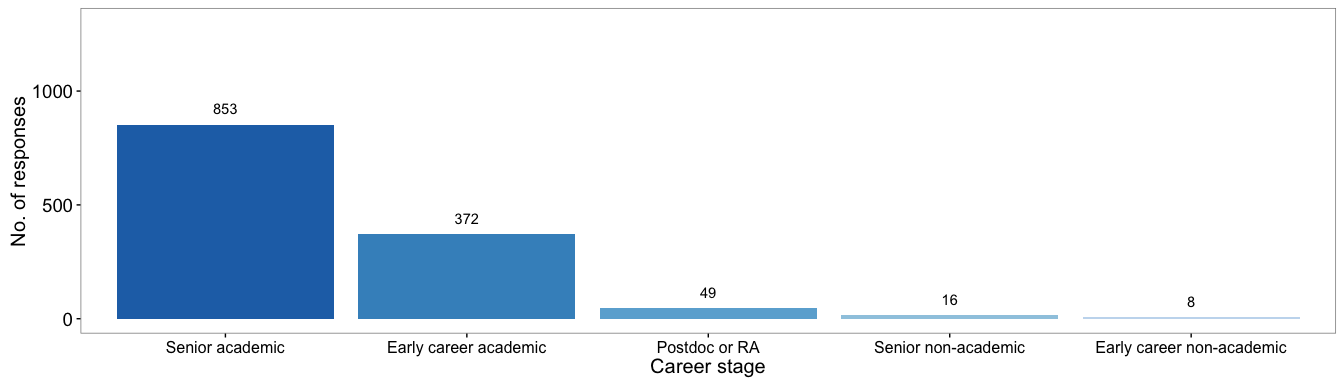 No. of responses
1000
500
0
853
372
49
16
8
Senior academic
Early career academic
Postdoc or RA
Senior non-academic
Early career non-academic
Career stage